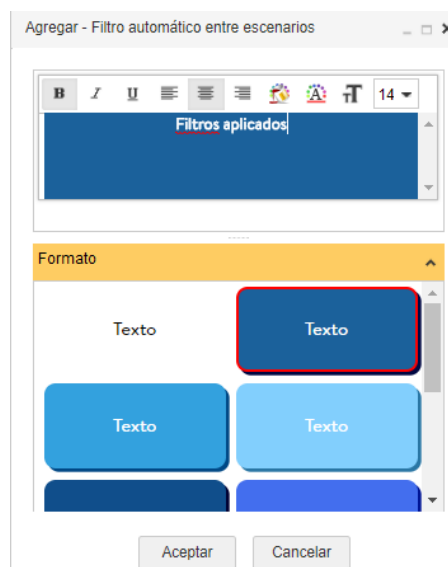 Agregar - Filtro automático entre escenarios
B I U T 14
Filtros aplicados
Formato
Texto Texto
Texto Texto
Aceptar Cancelar